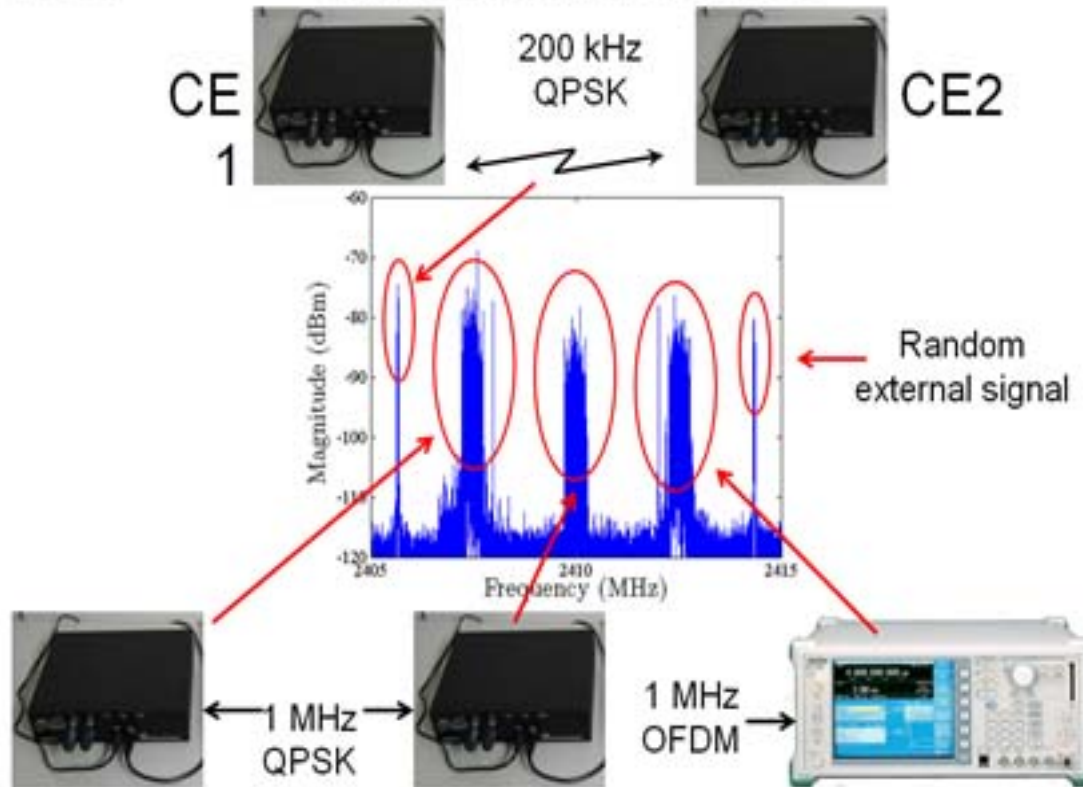 CE
1
200 kHz
QPSK
CE2
-60
-70
-80
-90
-100
-110
-120
Magnitude (dBm)
2405
2410
2415
Frequency (MHz)
Random
external signal
1 MHz
QPSK
1 MHz
OFDM